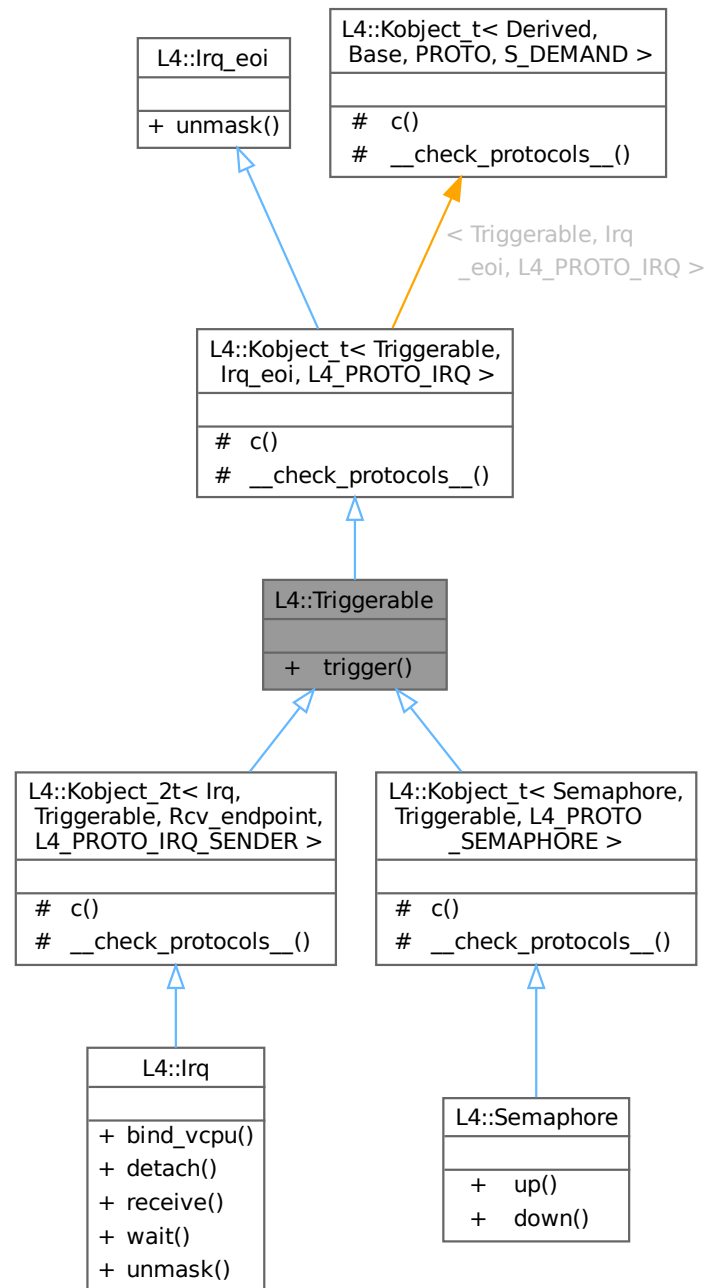 L4::Irq_eoi
+ unmask()
L4::Kobject_t< Derived,
Base, PROTO, S_DEMAND >
# c()
# __check_protocols__()
< Triggerable, Irq
_eoi, L4_PROTO_IRQ >
L4::Kobject_t< Triggerable,
Irq_eoi, L4_PROTO_IRQ >
# c()
# __check_protocols__()
L4::Triggerable
+ trigger()
L4::Kobject_2t< Irq,
Triggerable, Rcv_endpoint,
L4_PROTO_IRQ_SENDER >
# c()
# __check_protocols__()
L4::Kobject_t< Semaphore,
Triggerable, L4_PROTO
_SEMAPHORE >
# c()
# __check_protocols__()
L4::Irq
+ bind_vcpu()
+ detach()
+ receive()
+ wait()
+ unmask()
L4::Semaphore
+ up()
+ down()